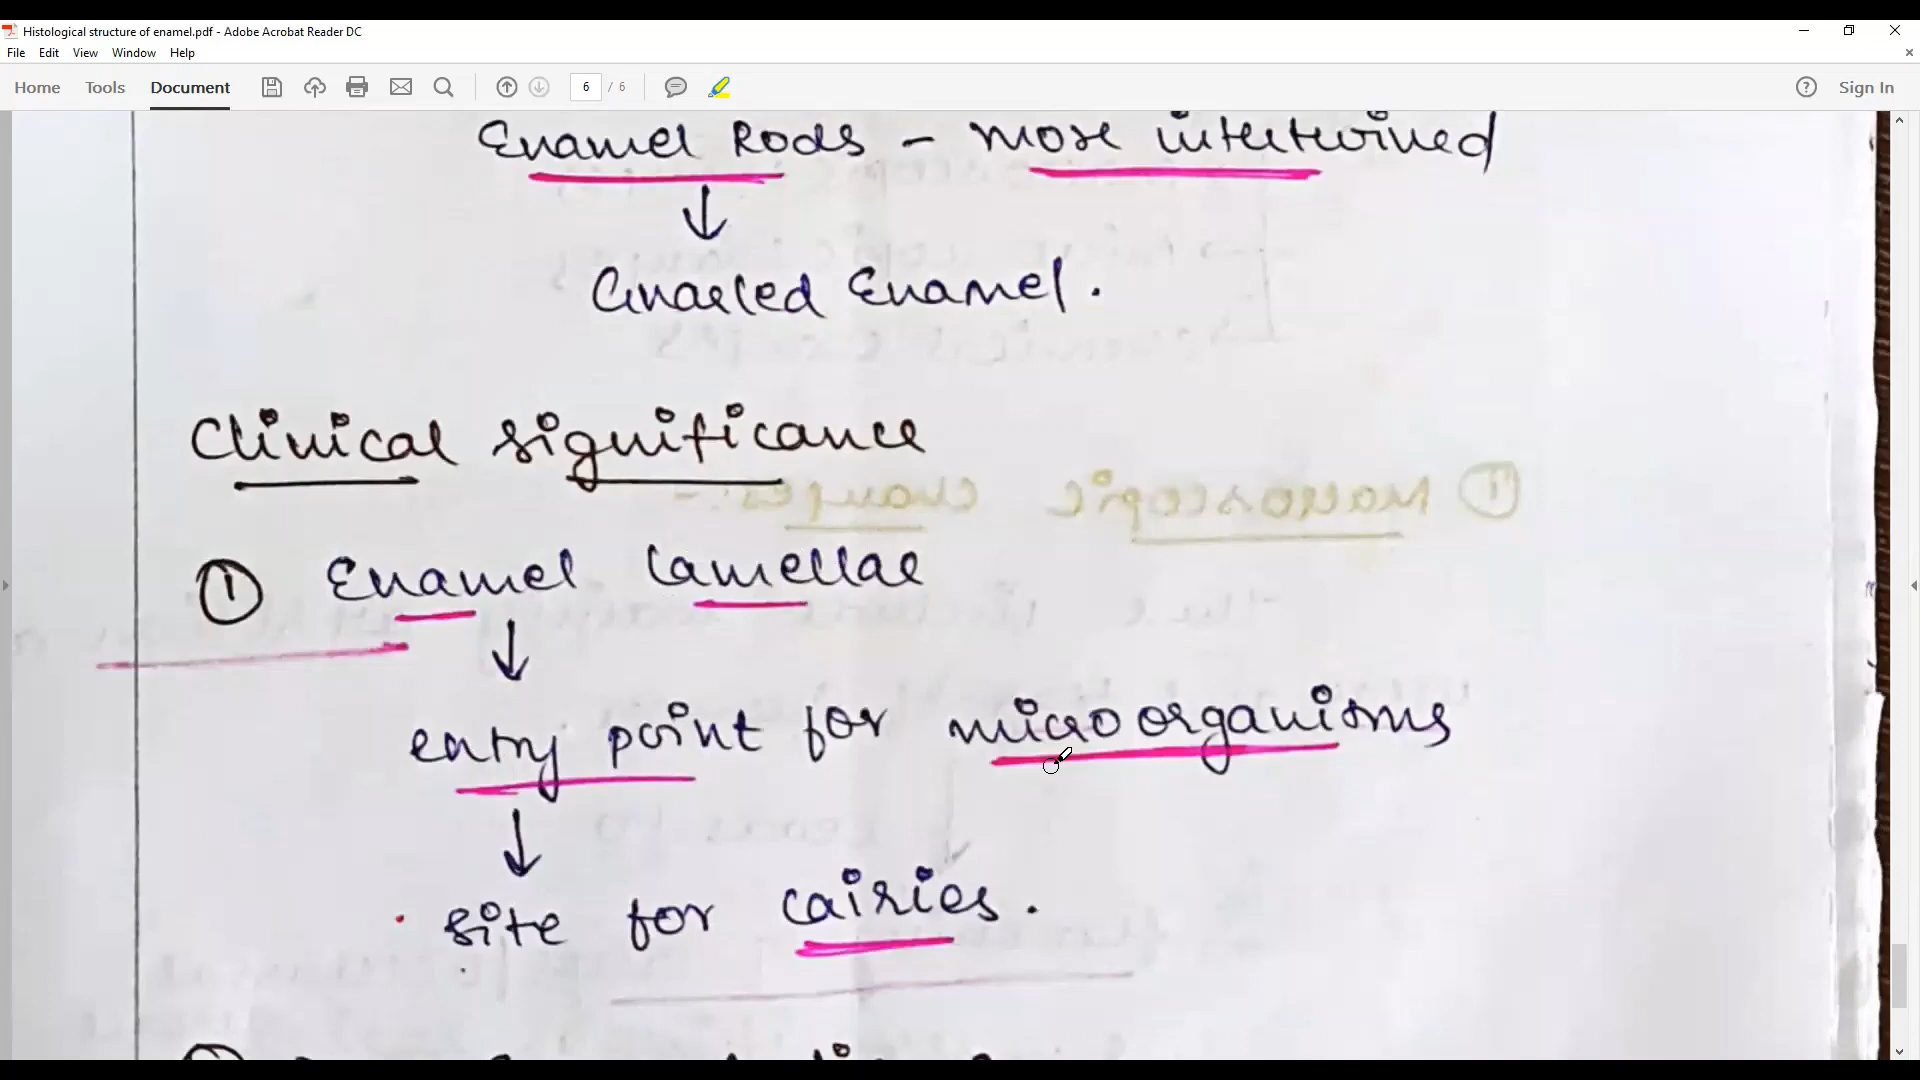 Histological structure of enamel.pdf - Adobe Acrobat Reader DC
File Edit View Window Help
Home Tools Document 6 / 6 Sign In
Enamel Rods - more intertwined
↓
Gnarled Enamel.
Clinical significance
① Enamel lamellae
↓
entry point for microorganisms
↓
site for cairies.